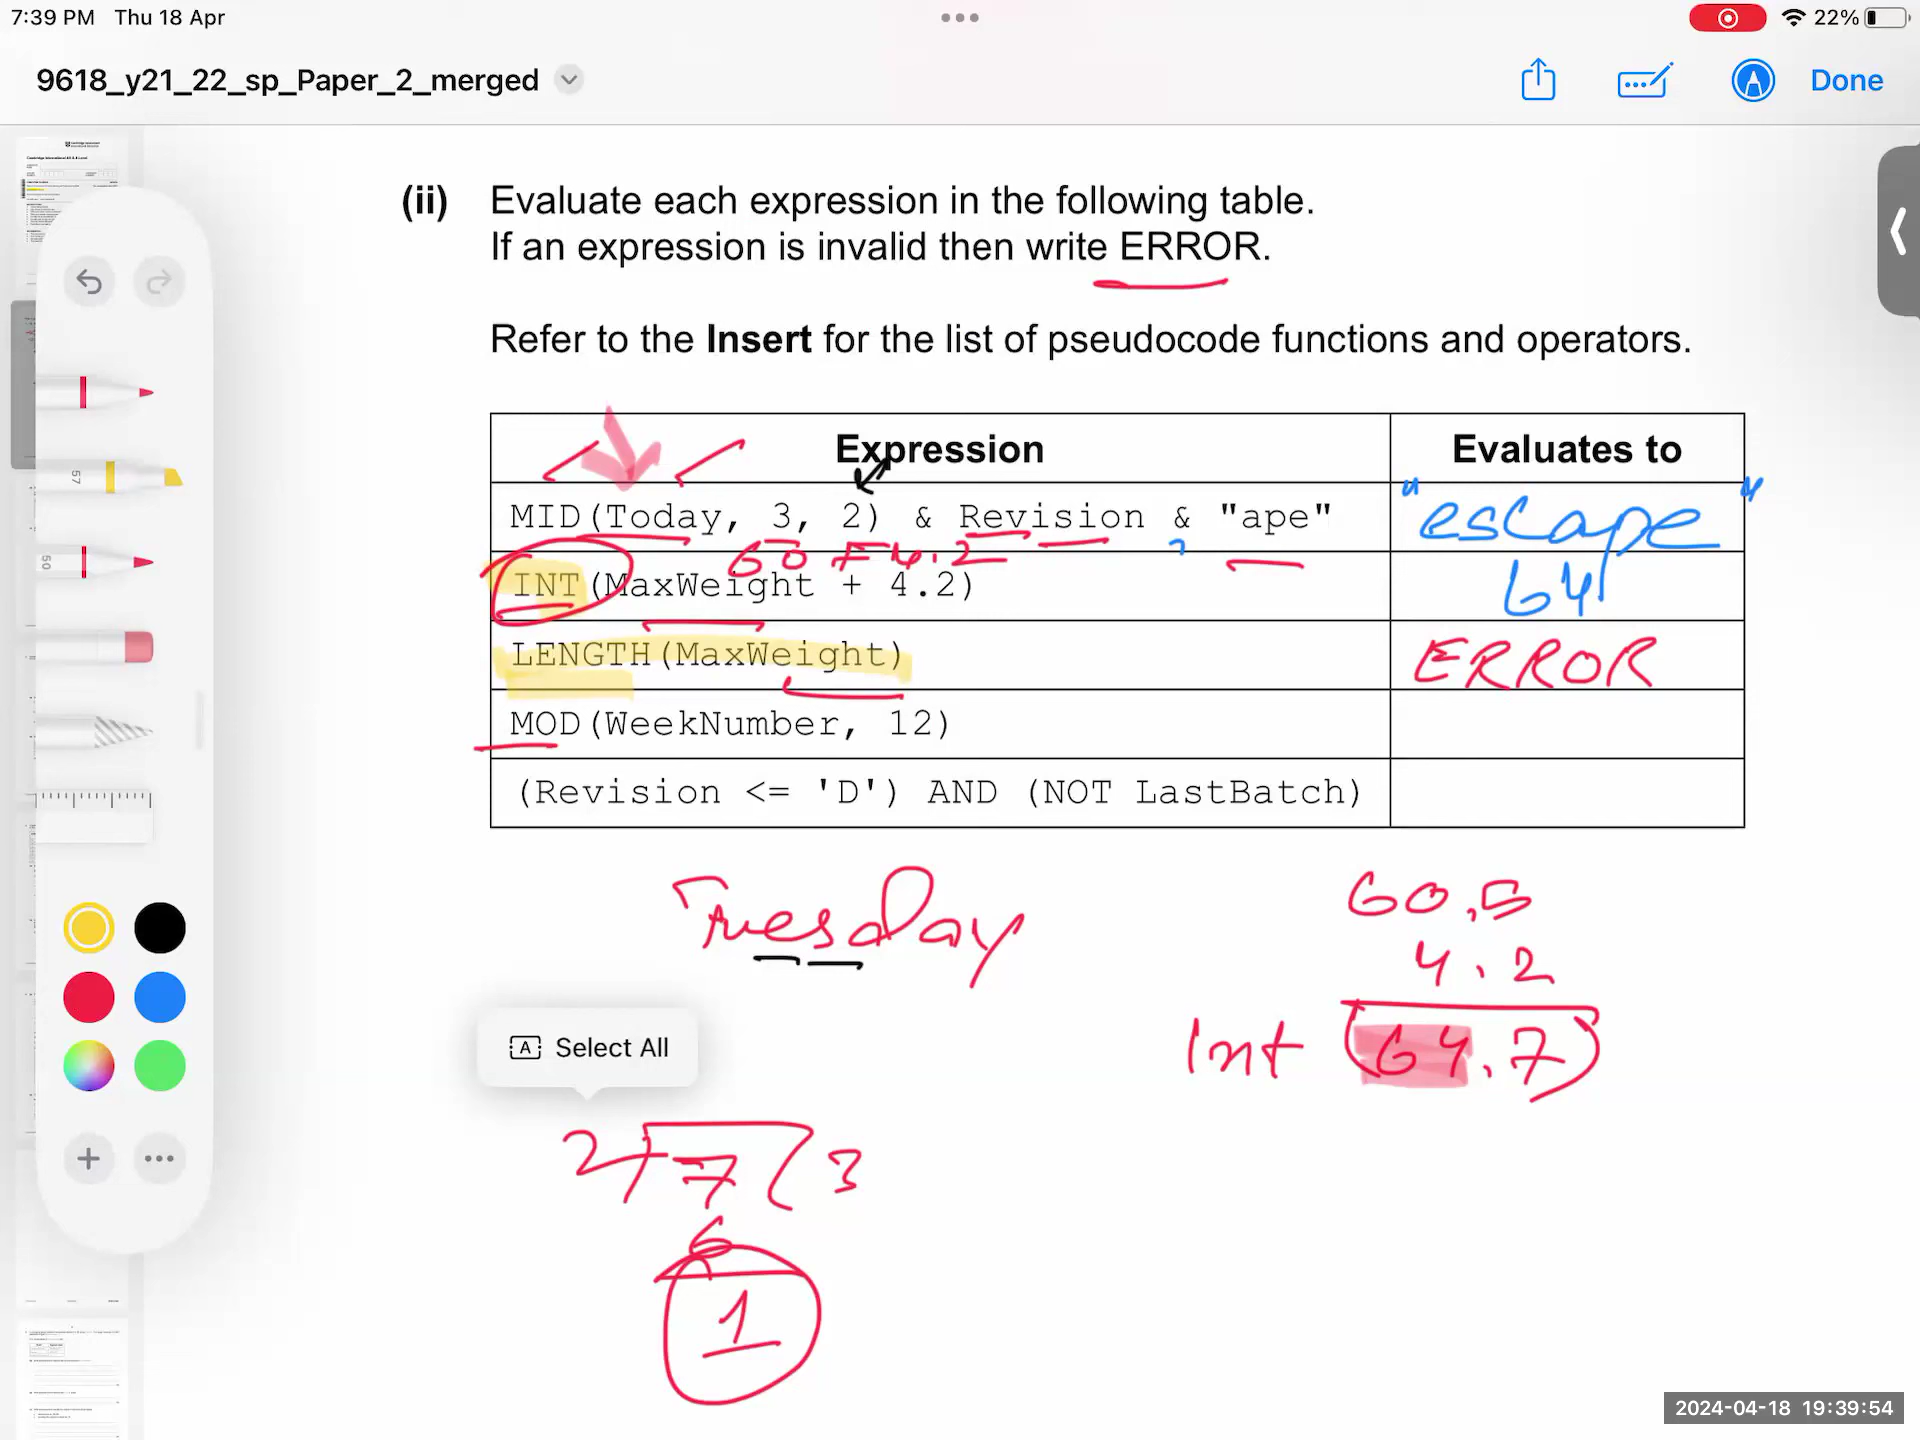 7:39 PM Thu 18 Apr
22%
9618_y21_22_sp_Paper_2_merged
Done
(ii) Evaluate each expression in the following table.
If an expression is invalid then write ERROR.
Refer to the Insert for the list of pseudocode functions and operators.
Expression Evaluates to
MID(Today, 3, 2) & Revision & "ape" "escape"
60 + 4.2
INT(MaxWeight + 4.2) 64
LENGTH(MaxWeight) ERROR
MOD(WeekNumber, 12)
(Revision <= 'D') AND (NOT LastBatch)
57
50
Tuesday
60.5
4.2
Int (64.7)
Select All
2 7 3
6
1
2024-04-18 19:39:54